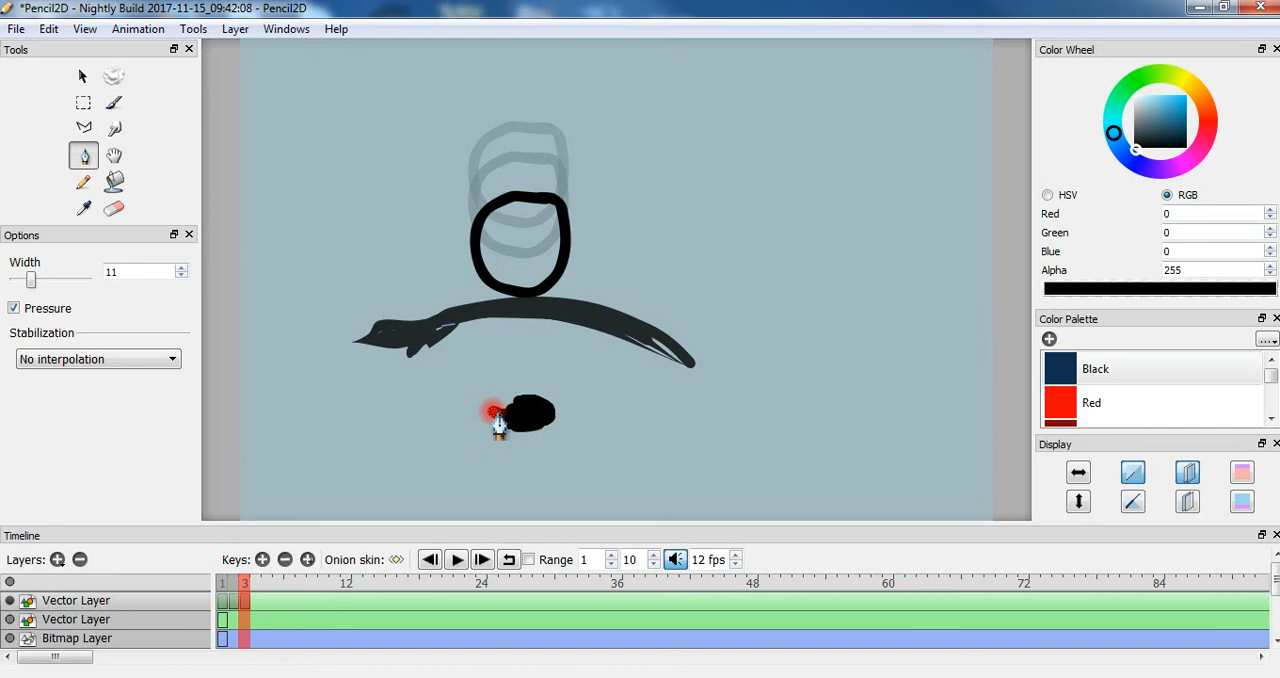 *Pencil2D - Nightly Build 2017-11-15_09:42:08 - Pencil2D
File Edit View Animation Tools Layer Windows Help
Tools
Color Wheel
HSV RGB
Red 0
Green 0
Blue 0
Alpha 255
Options
Width
11
Pressure
Stabilization
No interpolation
Color Palette
Black
Red
Display
Timeline
Layers: Keys: Onion skin: Range 1 10 12 fps
1 3 12 24 36 48 60 72 84
Vector Layer
Vector Layer
Bitmap Layer